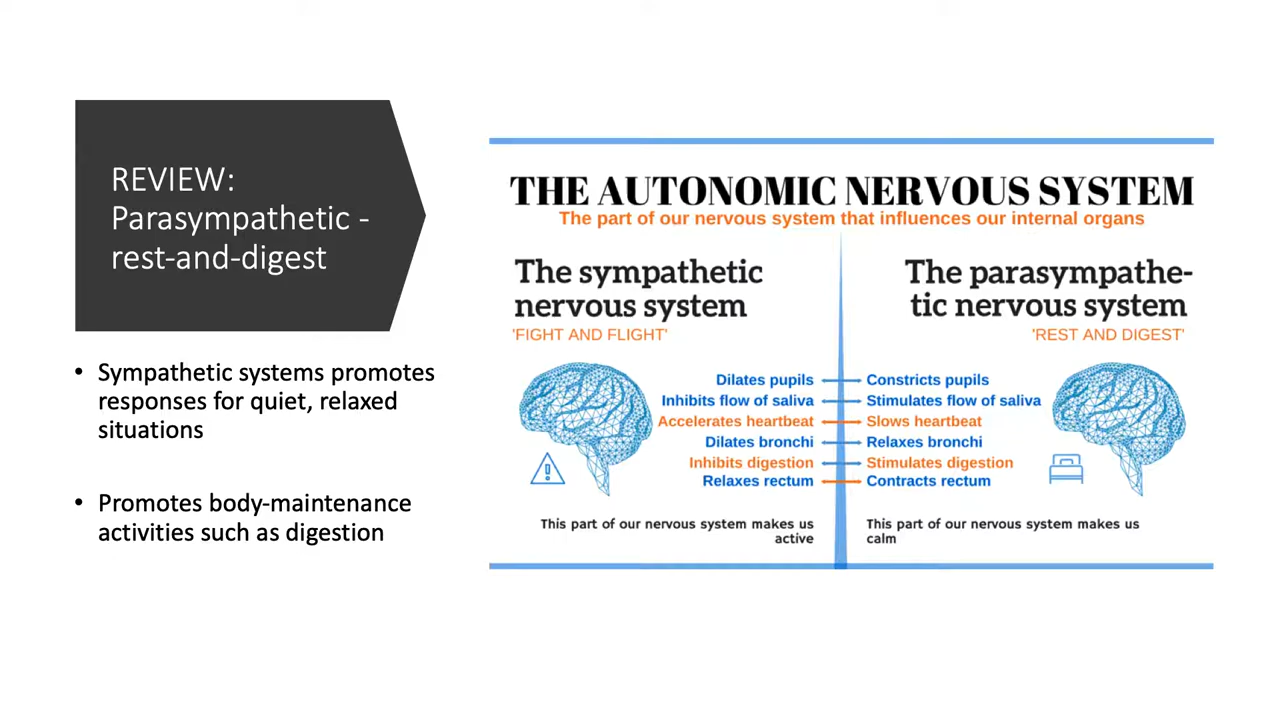 REVIEW:
Parasympathetic -
rest-and-digest
• Sympathetic systems promotes
responses for quiet, relaxed
situations
• Promotes body-maintenance
activities such as digestion
THE AUTONOMIC NERVOUS SYSTEM
The part of our nervous system that influences our internal organs
The sympathetic
nervous system
'FIGHT AND FLIGHT'
Dilates pupils
Inhibits flow of saliva
Accelerates heartbeat
Dilates bronchi
Inhibits digestion
Relaxes rectum
This part of our nervous system makes us
active
The parasympathe-
tic nervous system
'REST AND DIGEST'
Constricts pupils
Stimulates flow of saliva
Slows heartbeat
Relaxes bronchi
Stimulates digestion
Contracts rectum
This part of our nervous system makes us
calm